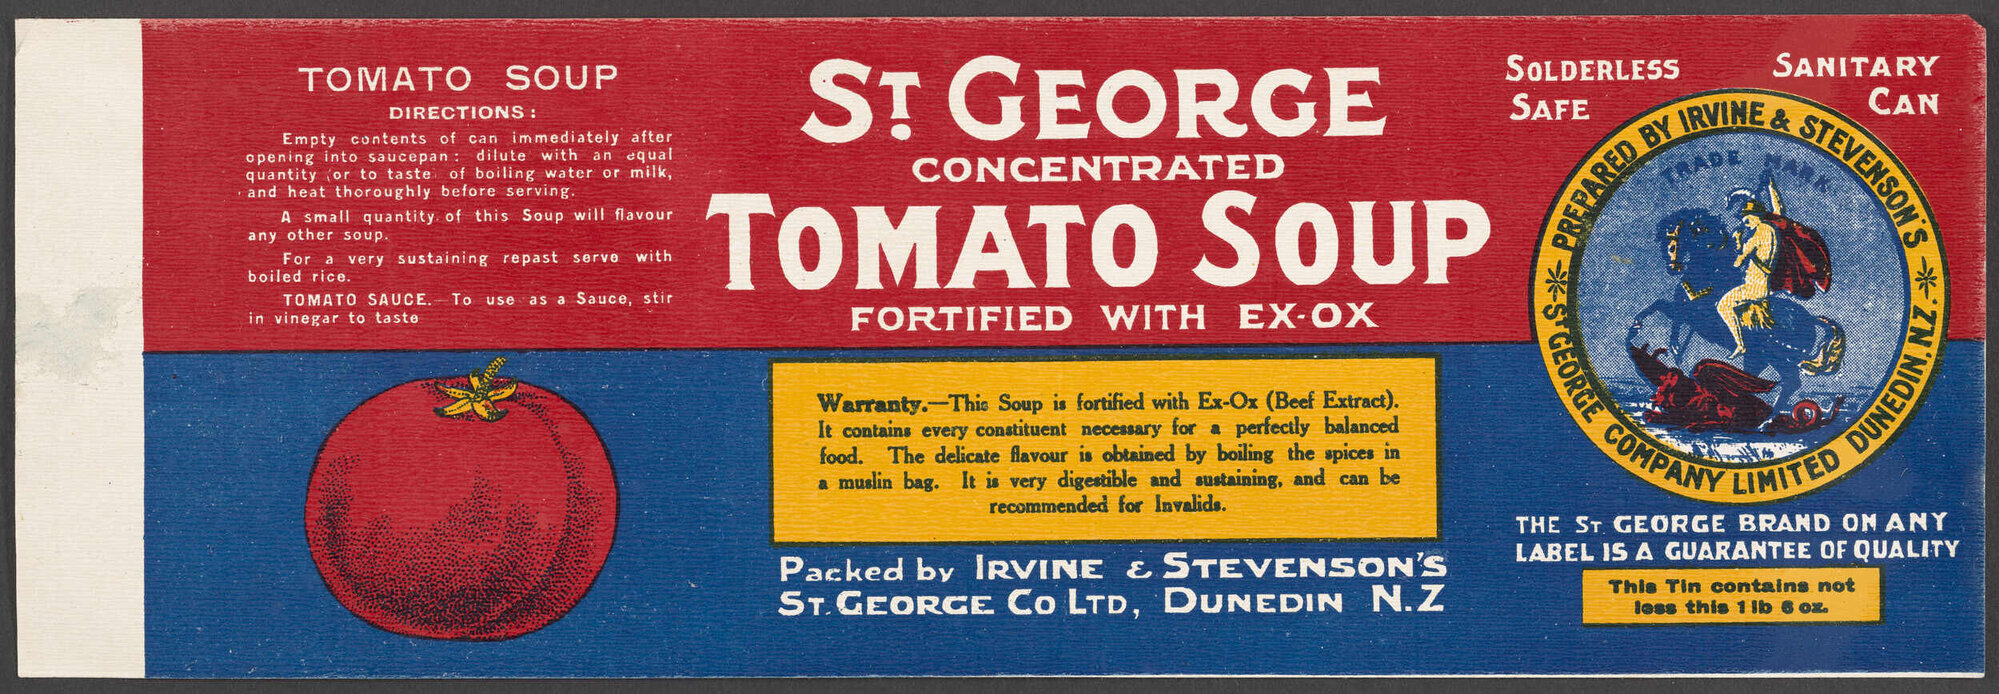 TOMATO SOUP
DIRECTIONS:
Empty contents of can immediately after
opening into saucepan: dilute with an equal
quantity (or to taste) of boiling water or milk,
and heat thoroughly before serving.
A small quantity of this Soup will flavour
any other soup.
For a very sustaining repast serve with
boiled rice.
TOMATO SAUCE.—To use as a Sauce, stir
in vinegar to taste
ST. GEORGE
CONCENTRATED
TOMATO SOUP
FORTIFIED WITH EX-OX
Warranty.—This Soup is fortified with Ex-Ox (Beef Extract).
It contains every constituent necessary for a perfectly balanced
food. The delicate flavour is obtained by boiling the spices in
a muslin bag. It is very digestible and sustaining, and can be
recommended for Invalids.
Packed by IRVINE & STEVENSON'S
ST. GEORGE CO LTD, DUNEDIN N.Z
SOLDERLESS SANITARY
SAFE CAN
PREPARED BY IRVINE & STEVENSON'S
TRADE MARK
ST GEORGE COMPANY LIMITED DUNEDIN, N.Z.
THE ST GEORGE BRAND ON ANY
LABEL IS A GUARANTEE OF QUALITY
This Tin contains not
less this 1 lb 6 oz.